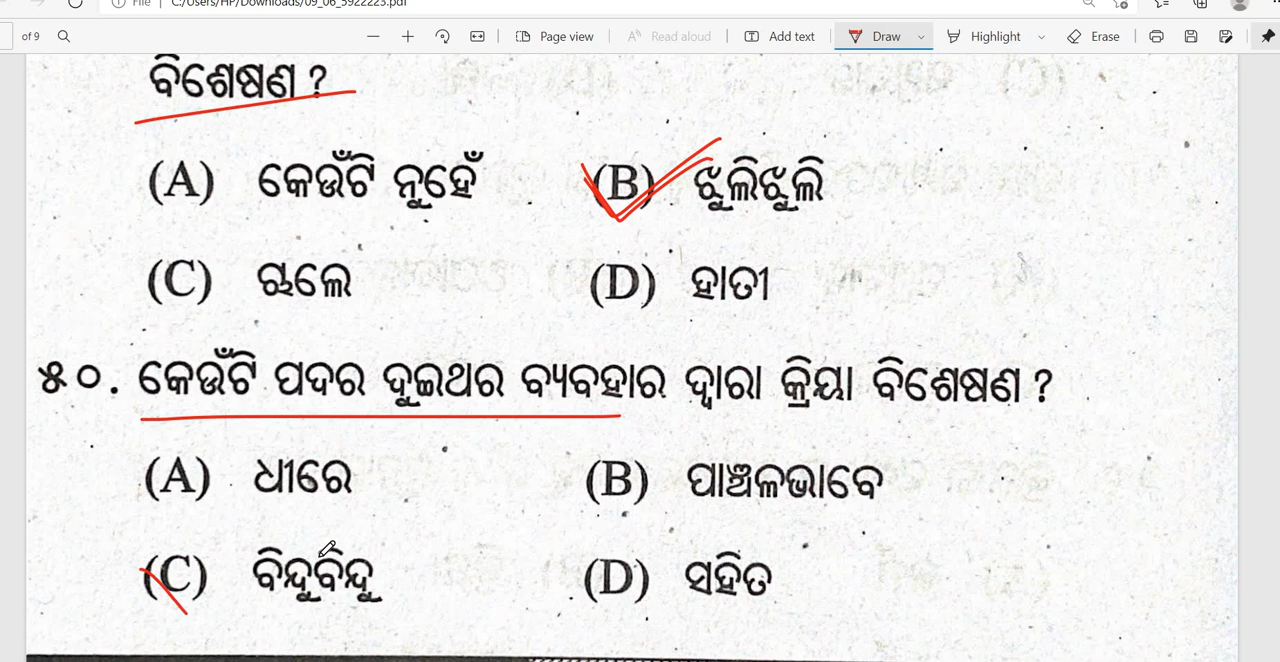 File | C:/Users/HP/Downloads/09_06_5922223.pdf
of 9 Page view Read aloud Add text Draw Highlight Erase
ବିଶେଷଣ ?
(A) କେଉଁଟି ନୁହେଁ (B) ଝୁଲିଝୁଲି
(C) ଋଲେ (D) ହାତୀ
୫୦. କେଉଁଟି ପଦର ଦୁଇଥର ବ୍ୟବହାର ଦ୍ୱାରା କ୍ରିୟା ବିଶେଷଣ ?
(A) ଧୀରେ (B) ପାଞ୍ଚଳଭାବେ
(C) ବିନ୍ଦୁବିନ୍ଦୁ (D) ସହିତ